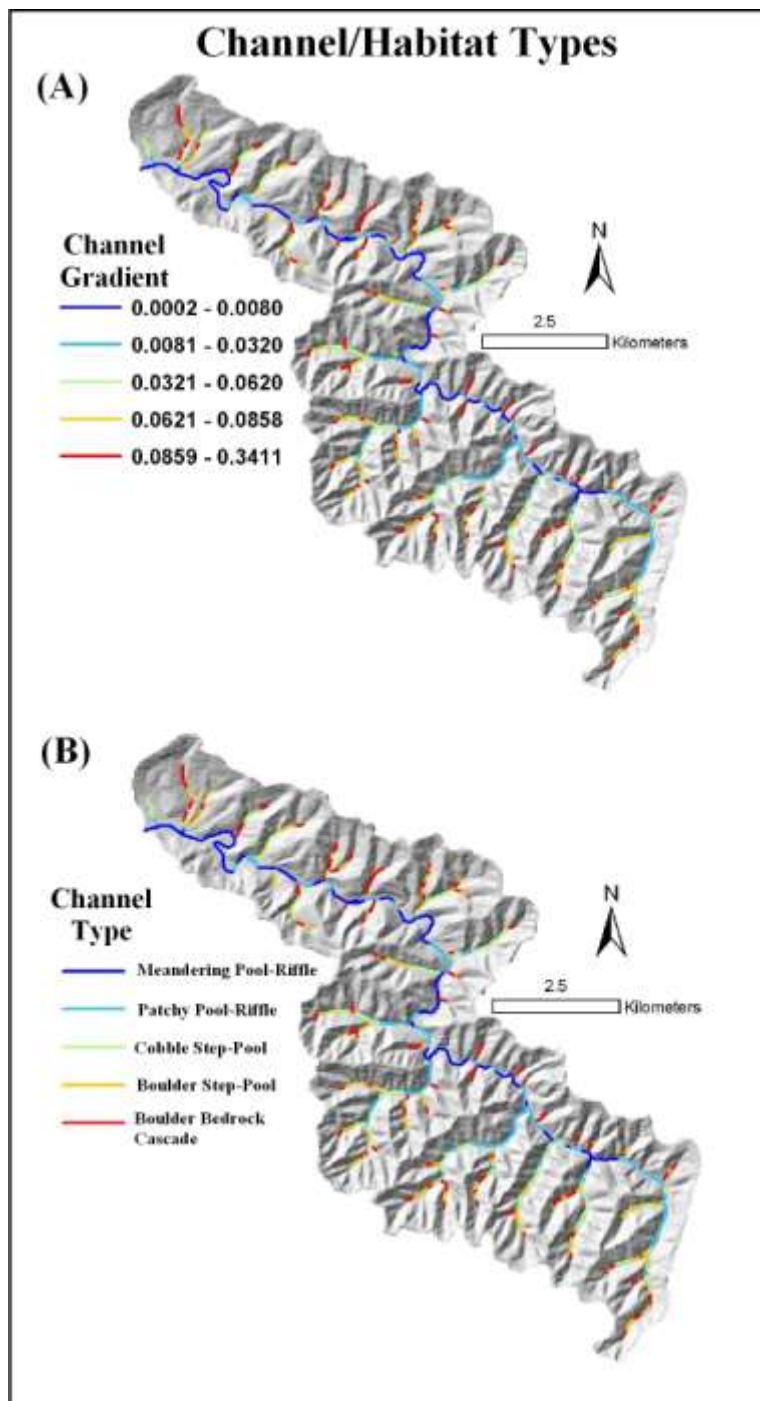 Channel/Habitat Types
(A)
Channel
Gradient
0.0002 - 0.0080
0.0081 - 0.0320
0.0321 - 0.0620
0.0621 - 0.0858
0.0859 - 0.3411
N
2.5
Kilometers
(B)
Channel
Type
Meandering Pool-Riffle
Patchy Pool-Riffle
Cobble Step-Pool
Boulder Step-Pool
Boulder Bedrock
Cascade
N
2.5
Kilometers